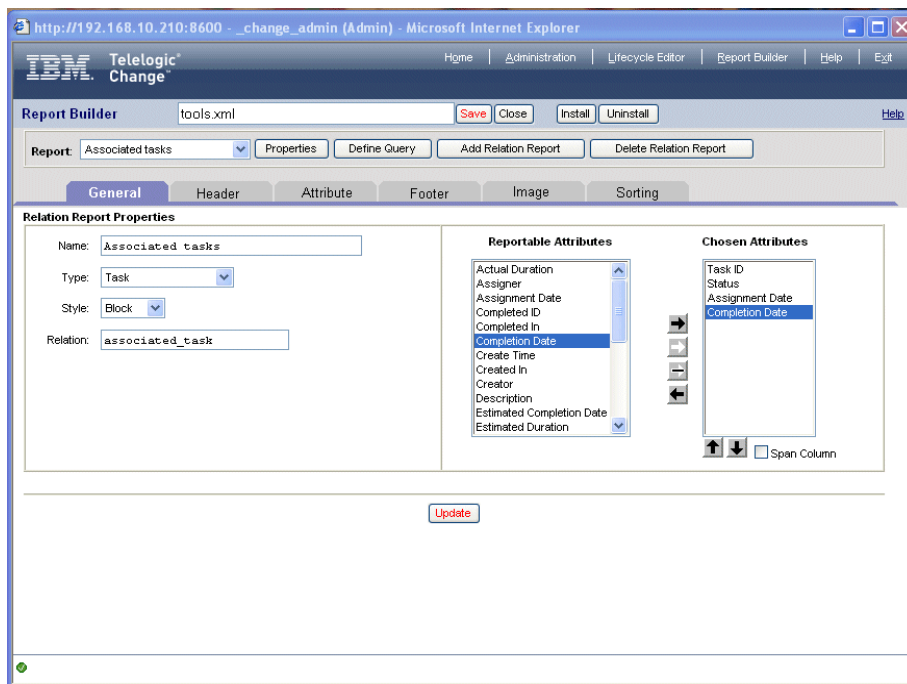 http://192.168.10.210:8600 - _change_admin (Admin) - Microsoft Internet Explorer
IBM. Telelogic® Change™ Home Administration Lifecycle Editor Report Builder Help Exit
Report Builder tools.xml Save Close Install Uninstall Help
Report: Associated tasks Properties Define Query Add Relation Report Delete Relation Report
General Header Attribute Footer Image Sorting
Relation Report Properties
Name: Associated tasks
Type: Task
Style: Block
Relation: associated_task
Reportable Attributes
Actual Duration
Assigner
Assignment Date
Completed ID
Completed In
Completion Date
Create Time
Created In
Creator
Description
Estimated Completion Date
Estimated Duration
Chosen Attributes
Task ID
Status
Assignment Date
Completion Date
Span Column
Update